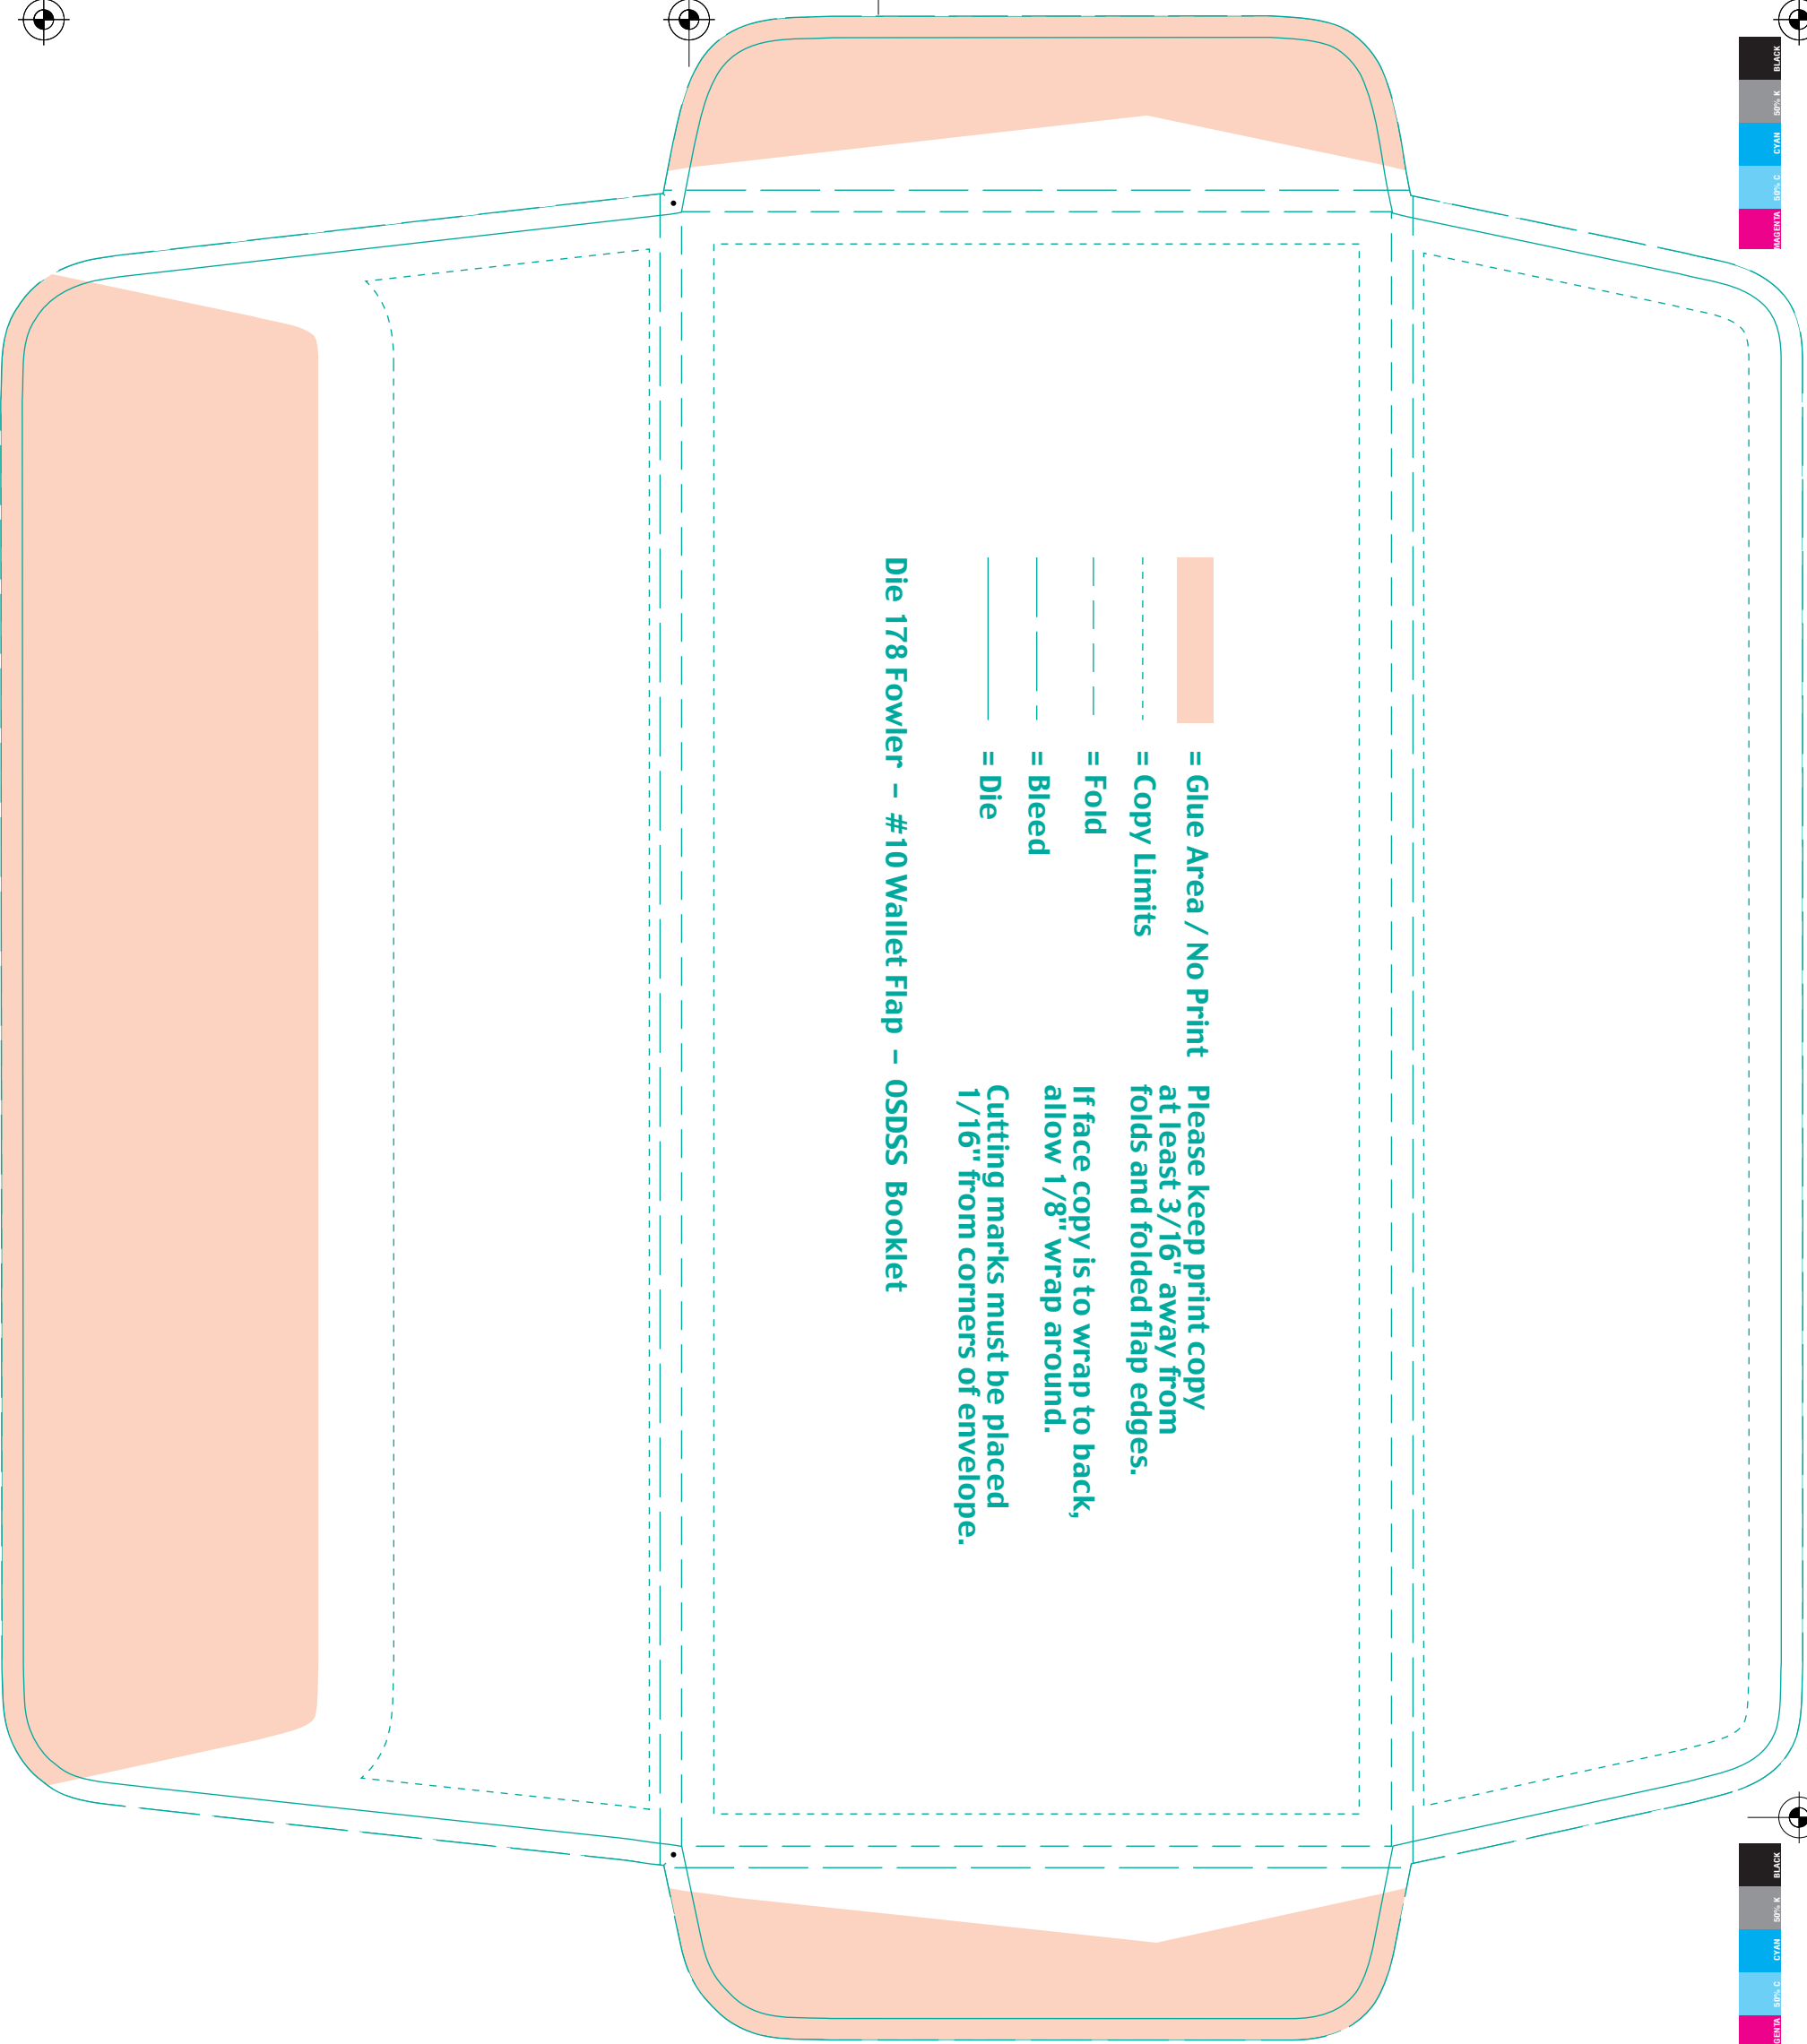 = Glue Area / No Print
= Copy Limits
= Fold
= Bleed
= Die
Please keep print copy
at least 3/16" away from
folds and folded flap edges.
If face copy is to wrap to back,
allow 1/8" wrap around.
Cutting marks must be placed
1/16" from corners of envelope.
Die 178 Fowler – #10 Wallet Flap – OSDSS Booklet
BLACK
50% K
CYAN
50% C
MAGENTA
BLACK
50% K
CYAN
50% C
GENTA